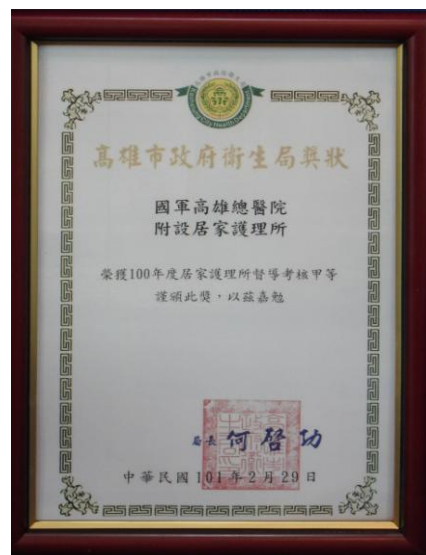 高雄市政府衛生局獎狀
國軍高雄總醫院
附設居家護理所
榮獲100年度居家護理所督導考核甲等
謹頒此獎，以茲嘉勉
局長 何啓功
中華民國101年2月29日